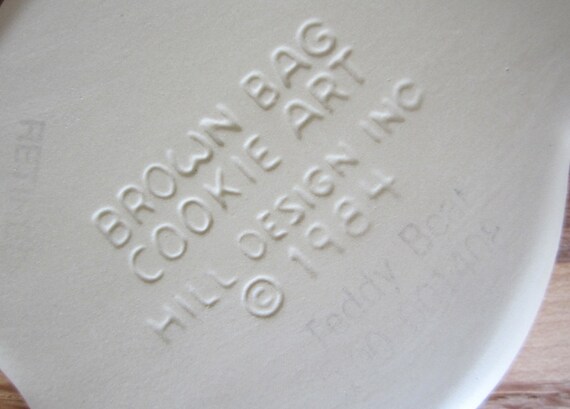 BROWN BAG
COOKIE ART
HILL DESIGN INC
© 1984
Teddy Bear